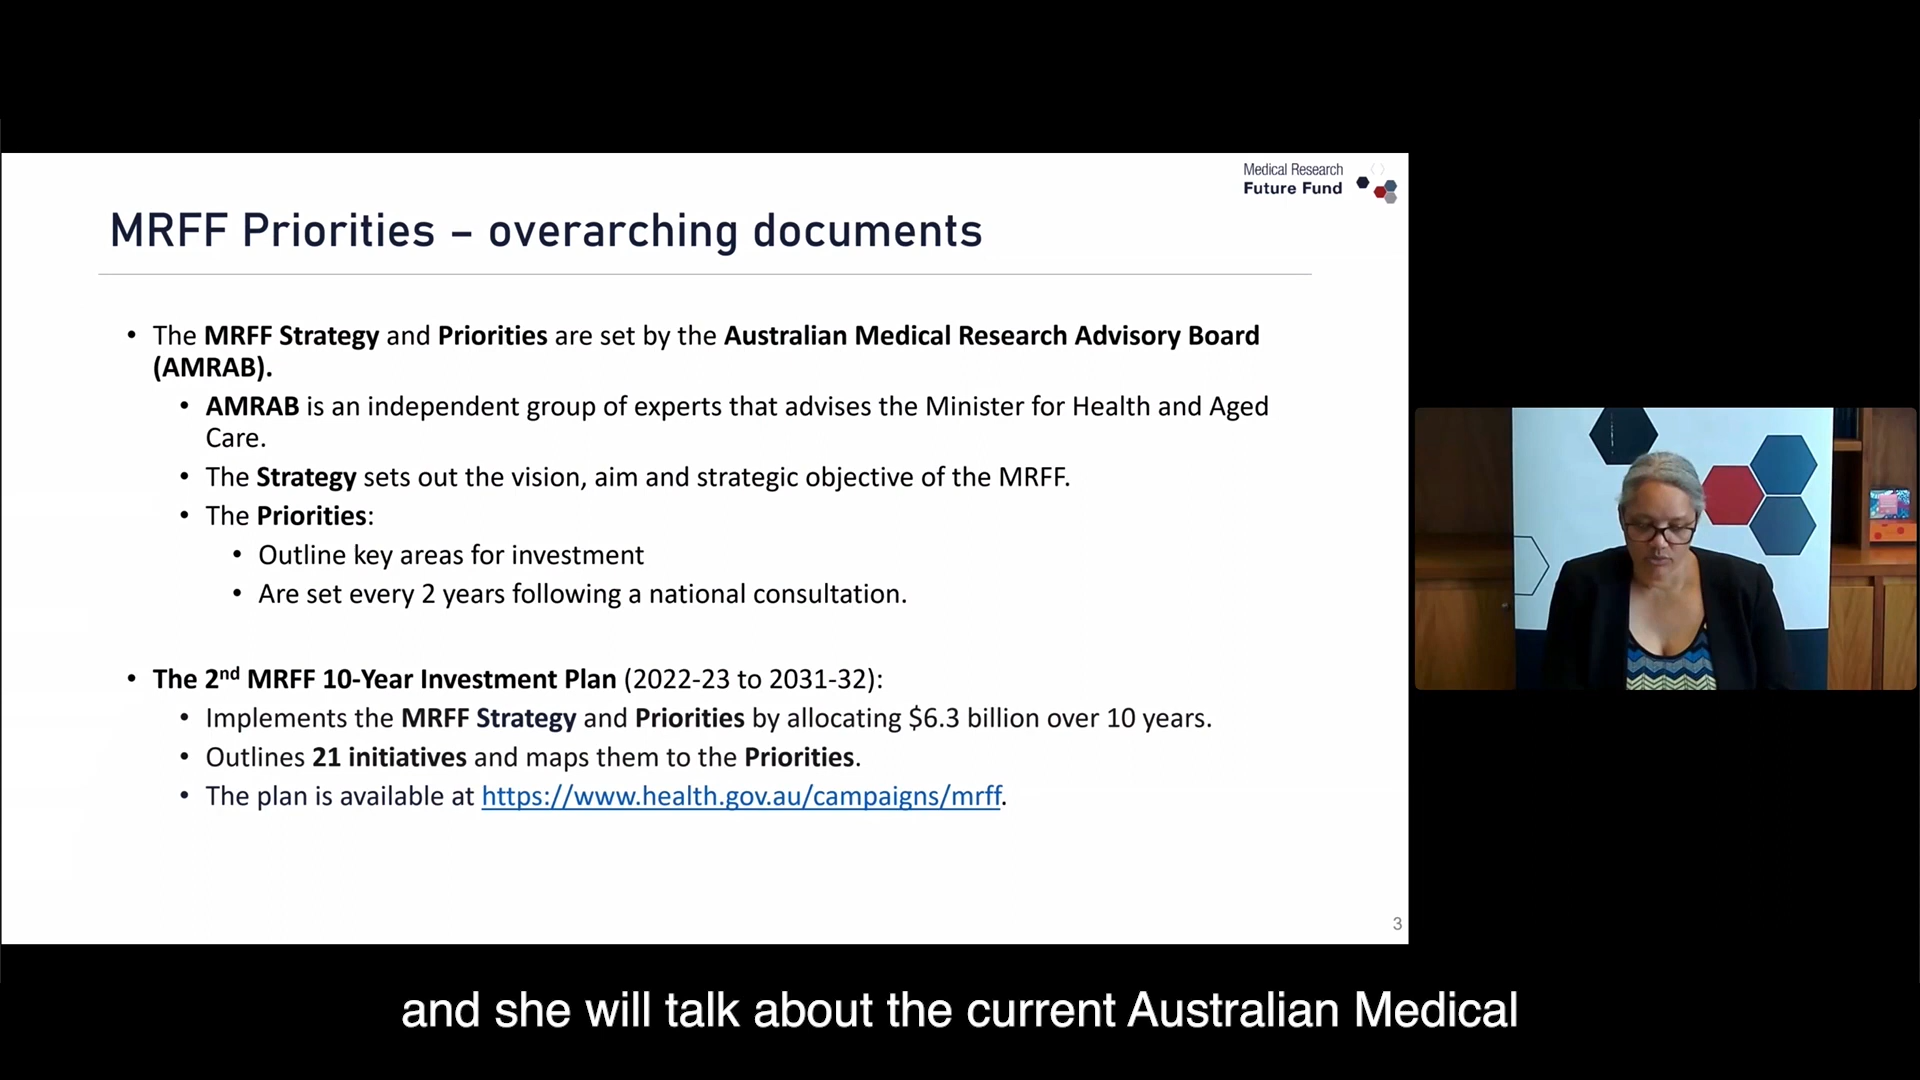 Medical Research
Future Fund
MRFF Priorities – overarching documents
• The MRFF Strategy and Priorities are set by the Australian Medical Research Advisory Board
(AMRAB).
• AMRAB is an independent group of experts that advises the Minister for Health and Aged
Care.
• The Strategy sets out the vision, aim and strategic objective of the MRFF.
• The Priorities:
• Outline key areas for investment
• Are set every 2 years following a national consultation.
• The 2nd MRFF 10-Year Investment Plan (2022-23 to 2031-32):
• Implements the MRFF Strategy and Priorities by allocating $6.3 billion over 10 years.
• Outlines 21 initiatives and maps them to the Priorities.
• The plan is available at https://www.health.gov.au/campaigns/mrff.
3
and she will talk about the current Australian Medical